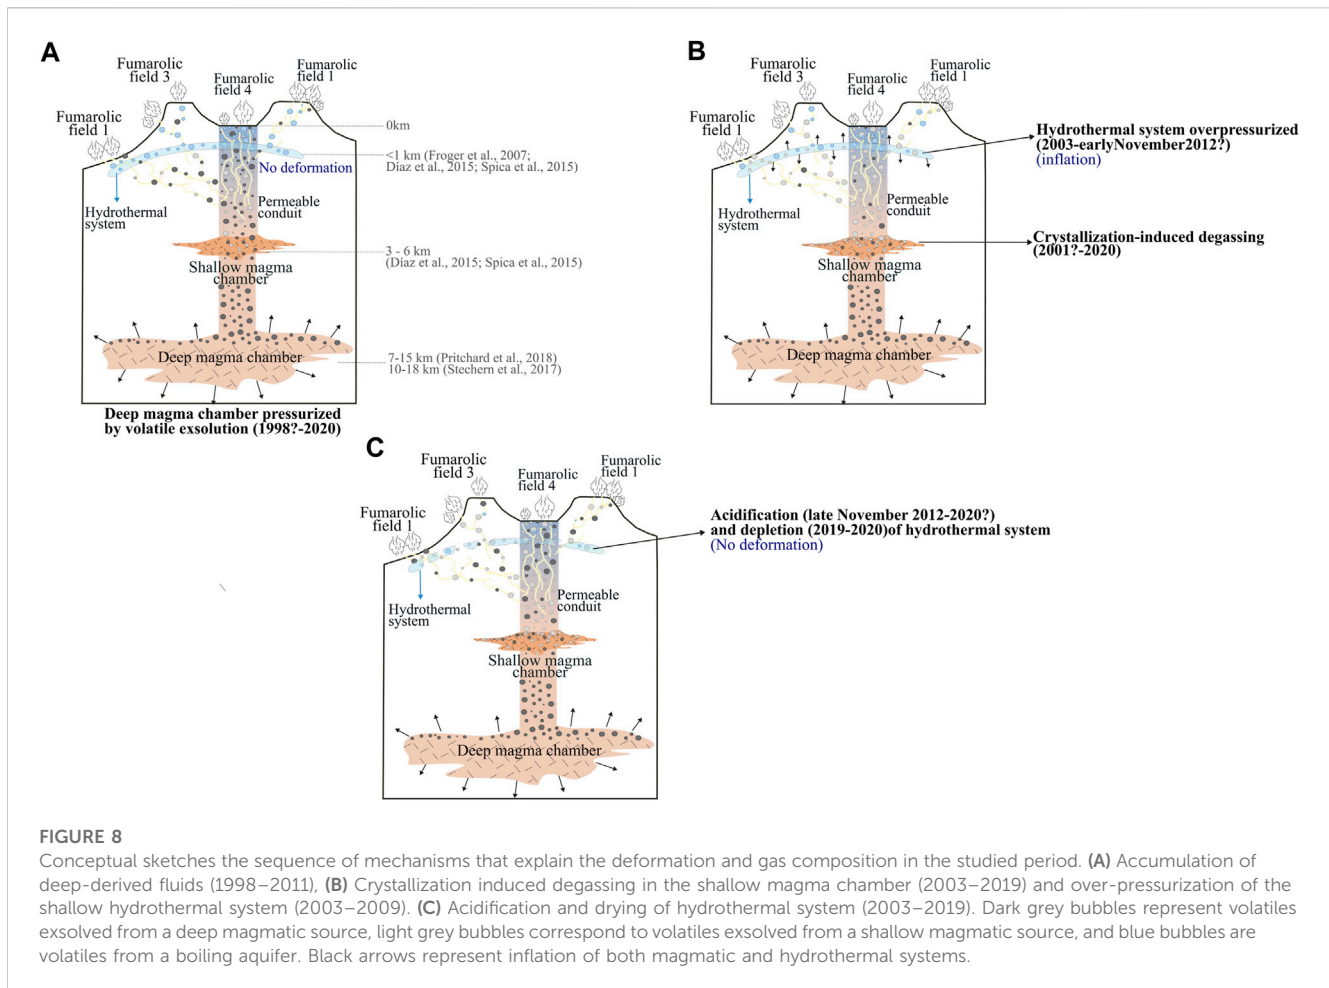 A
Fumarolic
field 3
Fumarolic
field 4
Fumarolic
field 1
Fumarolic
field 1
0km
<1 km (Froger et al., 2007;
Díaz et al., 2015; Spica et al., 2015)
No deformation
Hydrothermal
system
Permeable
conduit
3 - 6 km
(Díaz et al., 2015; Spica et al., 2015)
Shallow magma
chamber
Deep magma chamber
7-15 km (Pritchard et al., 2018)
10-18 km (Stechern et al., 2017)
Deep magma chamber pressurized
by volatile exsolution (1998?-2020)
B
Fumarolic
field 3
Fumarolic
field 4
Fumarolic
field 1
Fumarolic
field 1
Hydrothermal system overpressurized
(2003-earlyNovember2012?)
(inflation)
Hydrothermal
system
Permeable
conduit
Crystallization-induced degassing
(2001?-2020)
Shallow magma
chamber
Deep magma chamber
C
Fumarolic
field 3
Fumarolic
field 4
Fumarolic
field 1
Fumarolic
field 1
Acidification (late November 2012-2020?)
and depletion (2019-2020)of hydrothermal system
(No deformation)
Hydrothermal
system
Permeable
conduit
Shallow magma
chamber
Deep magma chamber
FIGURE 8
Conceptual sketches the sequence of mechanisms that explain the deformation and gas composition in the studied period. (A) Accumulation of
deep-derived fluids (1998–2011), (B) Crystallization induced degassing in the shallow magma chamber (2003–2019) and over-pressurization of the
shallow hydrothermal system (2003–2009). (C) Acidification and drying of hydrothermal system (2003–2019). Dark grey bubbles represent volatiles
exsolved from a deep magmatic source, light grey bubbles correspond to volatiles exsolved from a shallow magmatic source, and blue bubbles are
volatiles from a boiling aquifer. Black arrows represent inflation of both magmatic and hydrothermal systems.